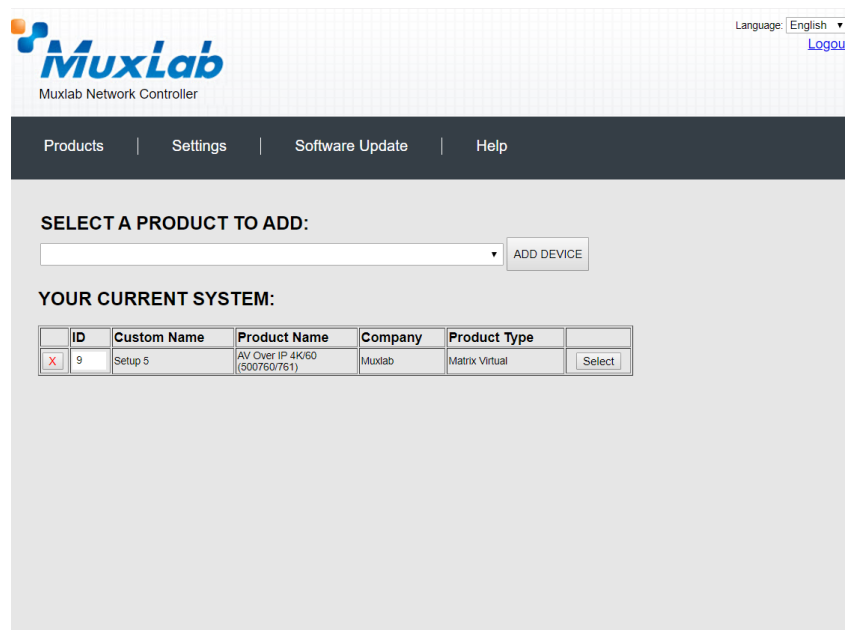 Language: English
Logou
MuxLab
Muxlab Network Controller
Products | Settings | Software Update | Help
SELECT A PRODUCT TO ADD:
ADD DEVICE
YOUR CURRENT SYSTEM:
ID Custom Name Product Name Company Product Type
X 9 Setup 5 AV Over IP 4K/60 Muxlab Matrix Virtual Select
(500760/761)